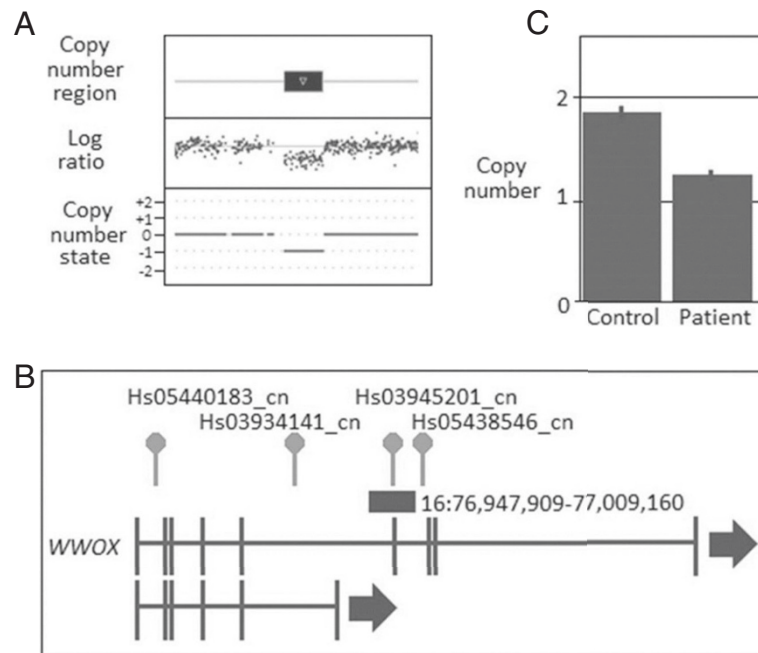 A
Copy
number
region
Log
ratio
Copy
number
state
+2
+1
0
-1
-2
C
Copy
number
2
1
0
Control Patient
B
Hs05440183_cn
Hs03945201_cn
Hs03934141_cn
Hs05438546_cn
16:76,947,909-77,009,160
WWOX